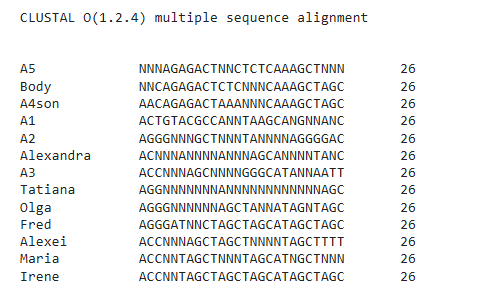 CLUSTAL O(1.2.4) multiple sequence alignment
A5 NNNAGAGACTNNCTCTCAAAGCTNNN 26
Body NNCAGAGACTCTCNNNCAAAGCTAGC 26
A4son AACAGAGACTAAANNNCAAAGCTAGC 26
A1 ACTGTACGCCANNTAAGCANGNNANC 26
A2 AGGGNNNGCTNNNTANNNNAGGGGAC 26
Alexandra ACNNNANNNNANNNAGCANNNNTANC 26
A3 ACCNNNAGCNNNNGGGCATANNAATT 26
Tatiana AGGNNNNNNANNNNNNNNNNNNNAGC 26
Olga AGGGNNNNNNAGCTANNATAGNTAGC 26
Fred AGGGATNNCTAGCTAGCATAGCTAGC 26
Alexei ACCNNNAGCTAGCTNNNNTAGCTTTT 26
Maria ACCNNTAGCTNNNTAGCATNGCTNNN 26
Irene ACCNNTAGCTAGCTAGCATAGCTAGC 26